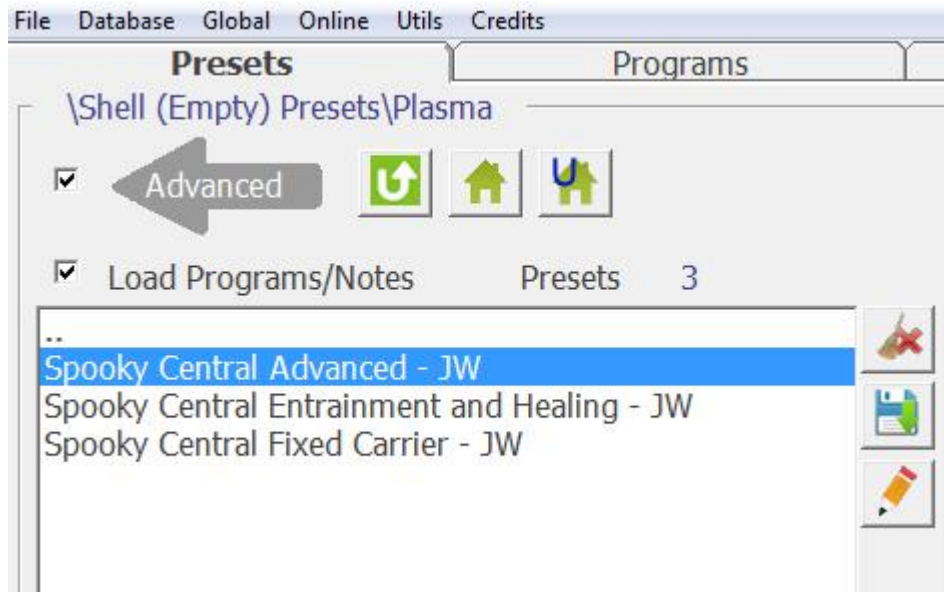 File Database Global Online Utils Credits
Presets Programs
\Shell (Empty) Presets\Plasma
Advanced
Load Programs/Notes Presets 3
..
Spooky Central Advanced - JW
Spooky Central Entrainment and Healing - JW
Spooky Central Fixed Carrier - JW